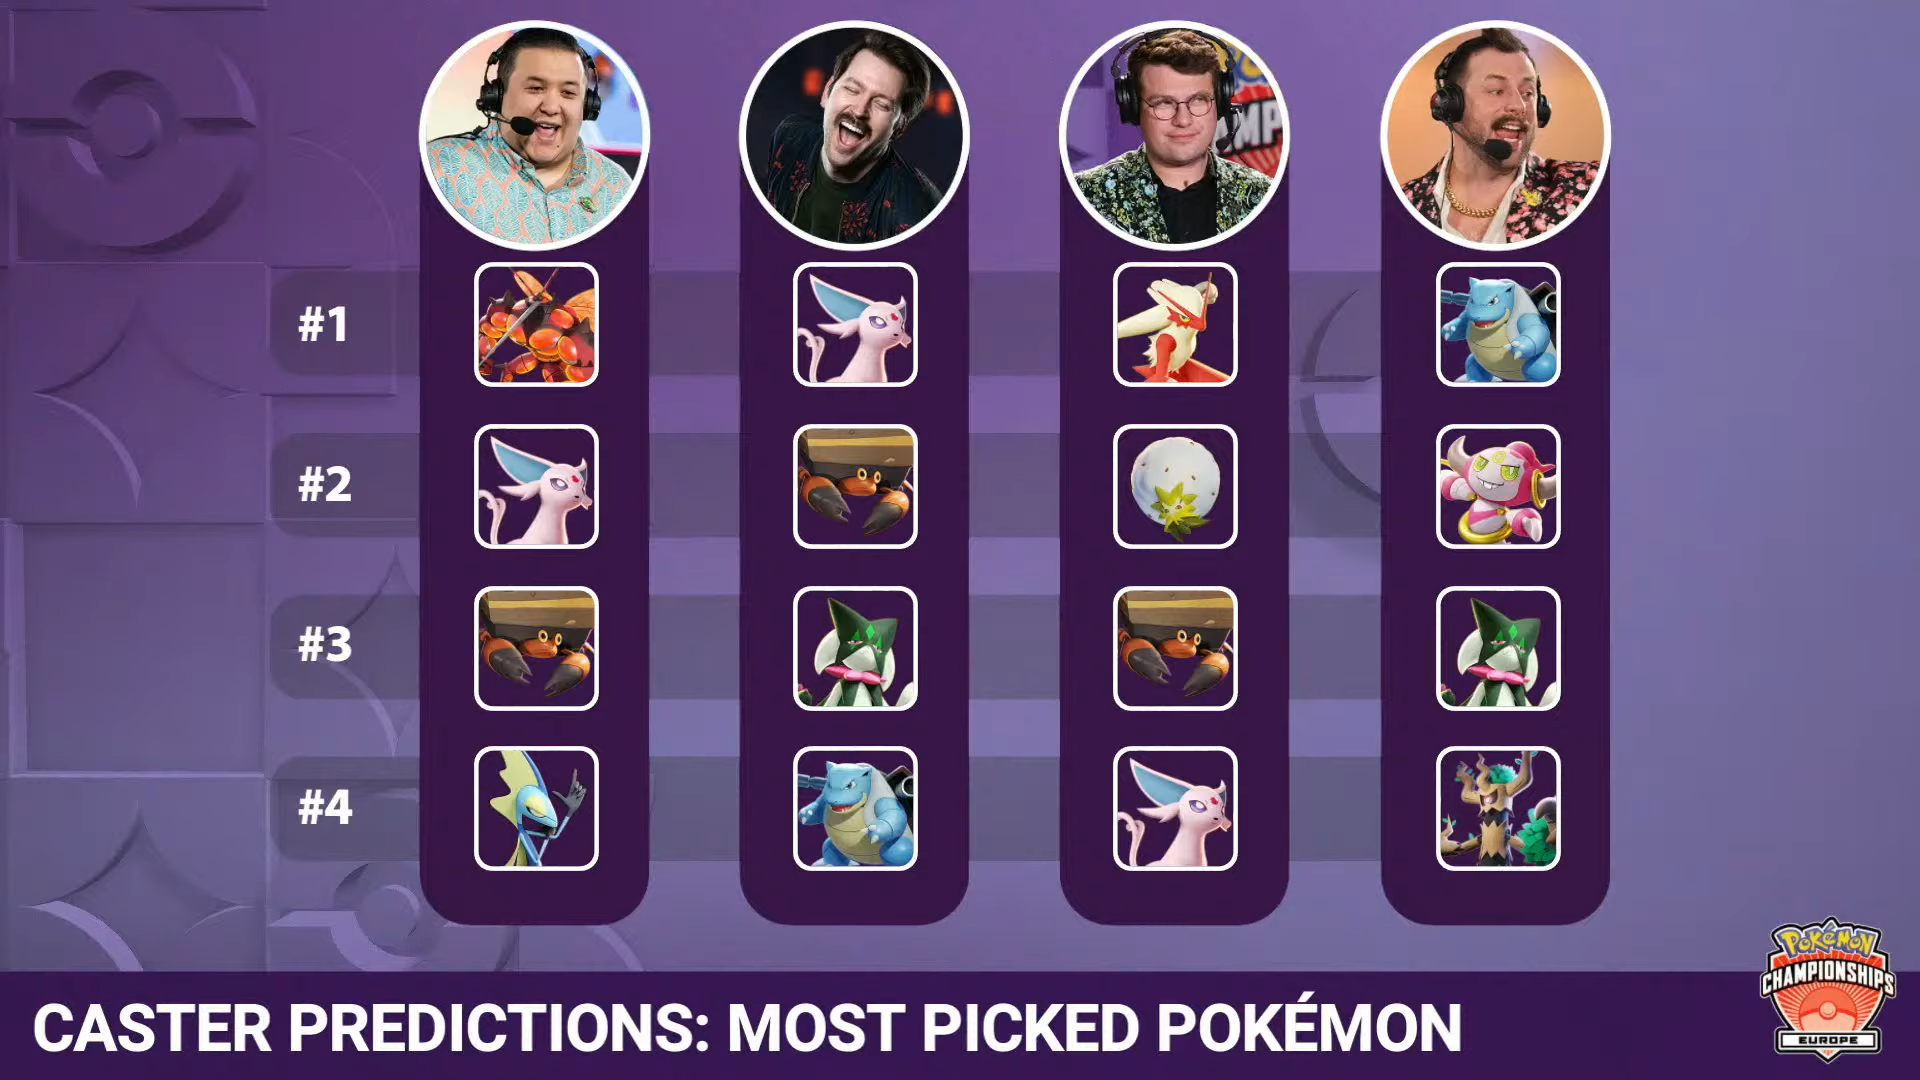 #1
#2
#3
#4
CASTER PREDICTIONS: MOST PICKED POKÉMON
POKÉMON
CHAMPIONSHIPS
EUROPE